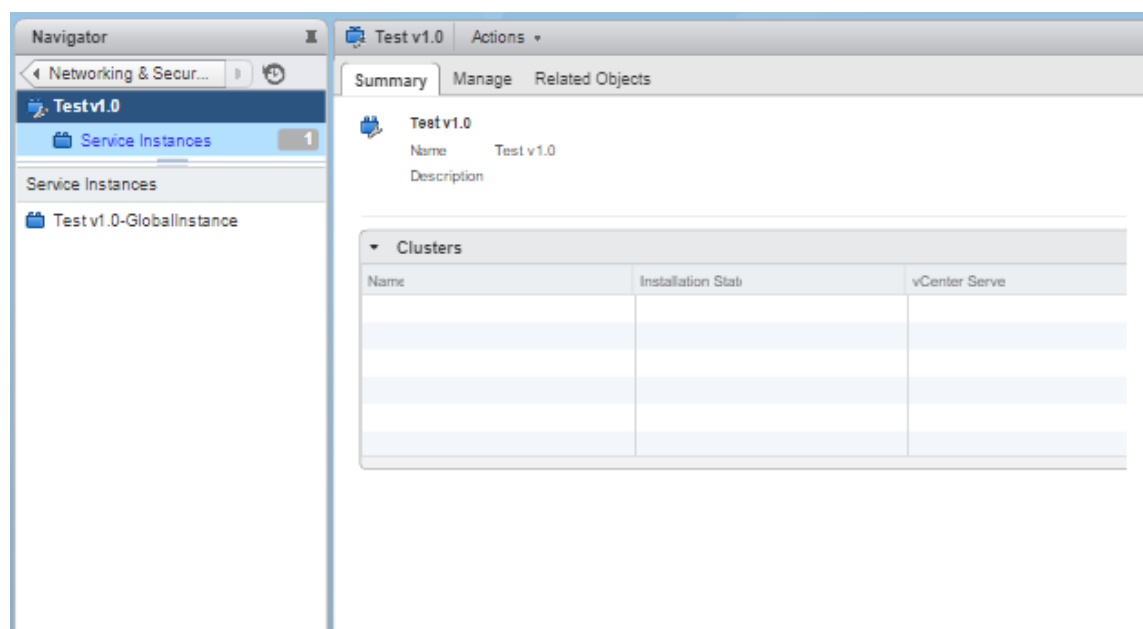 Navigator
Networking & Secur...
Test v1.0
Service Instances 1
Service Instances
Test v1.0-GlobalInstance
Test v1.0 Actions
Summary Manage Related Objects
Test v1.0
Name Test v1.0
Description
Clusters
Name Installation Stat vCenter Serve